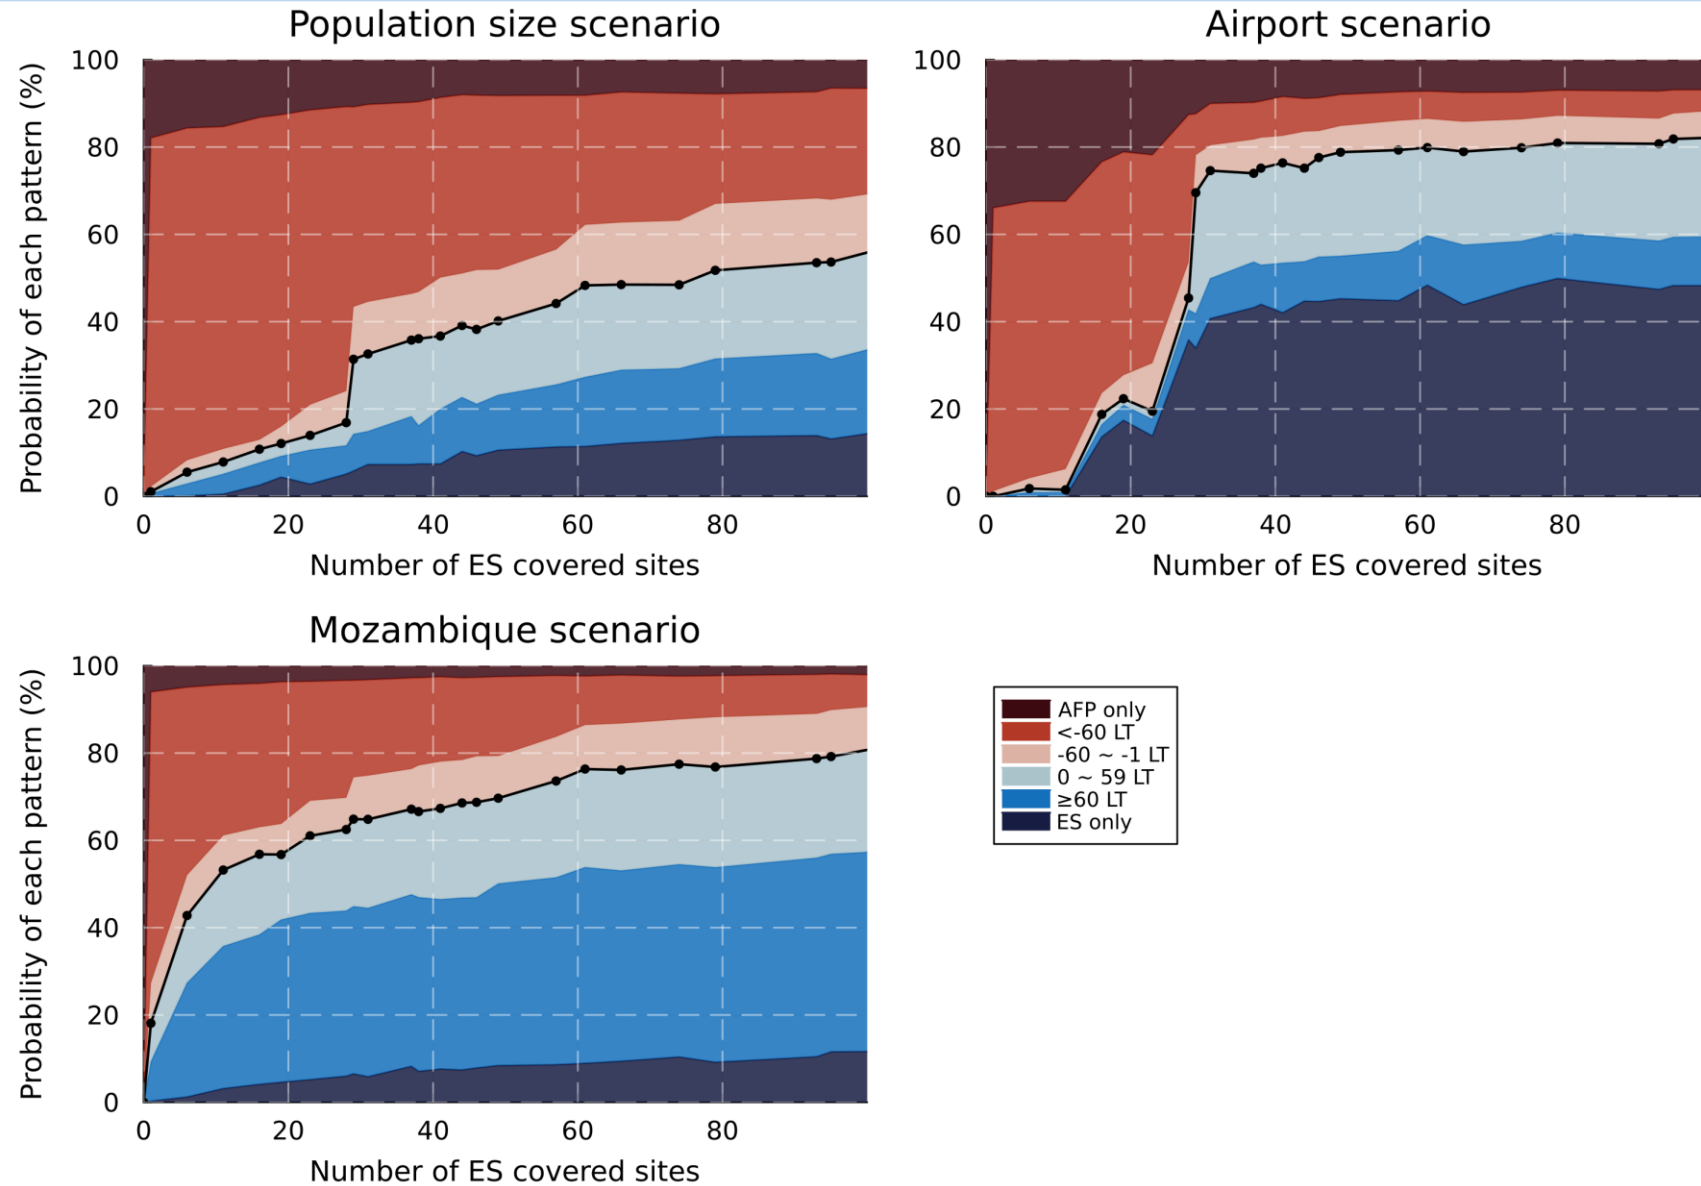 Population size scenario
Probability of each pattern (%)
100
80
60
40
20
0
0 20 40 60 80
Number of ES covered sites
Airport scenario
100
80
60
40
20
0
0 20 40 60 80
Number of ES covered sites
Mozambique scenario
Probability of each pattern (%)
100
80
60
40
20
0
0 20 40 60 80
Number of ES covered sites
AFP only
<-60 LT
-60 ~ -1 LT
0 ~ 59 LT
≥60 LT
ES only